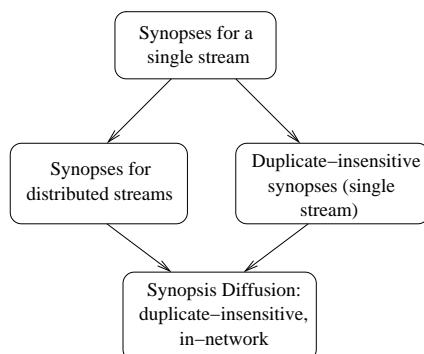 Synopses for a
single stream
Synopses for
distributed streams
Duplicate−insensitive
synopses (single
stream)
Synopsis Diffusion:
duplicate−insensitive,
in−network